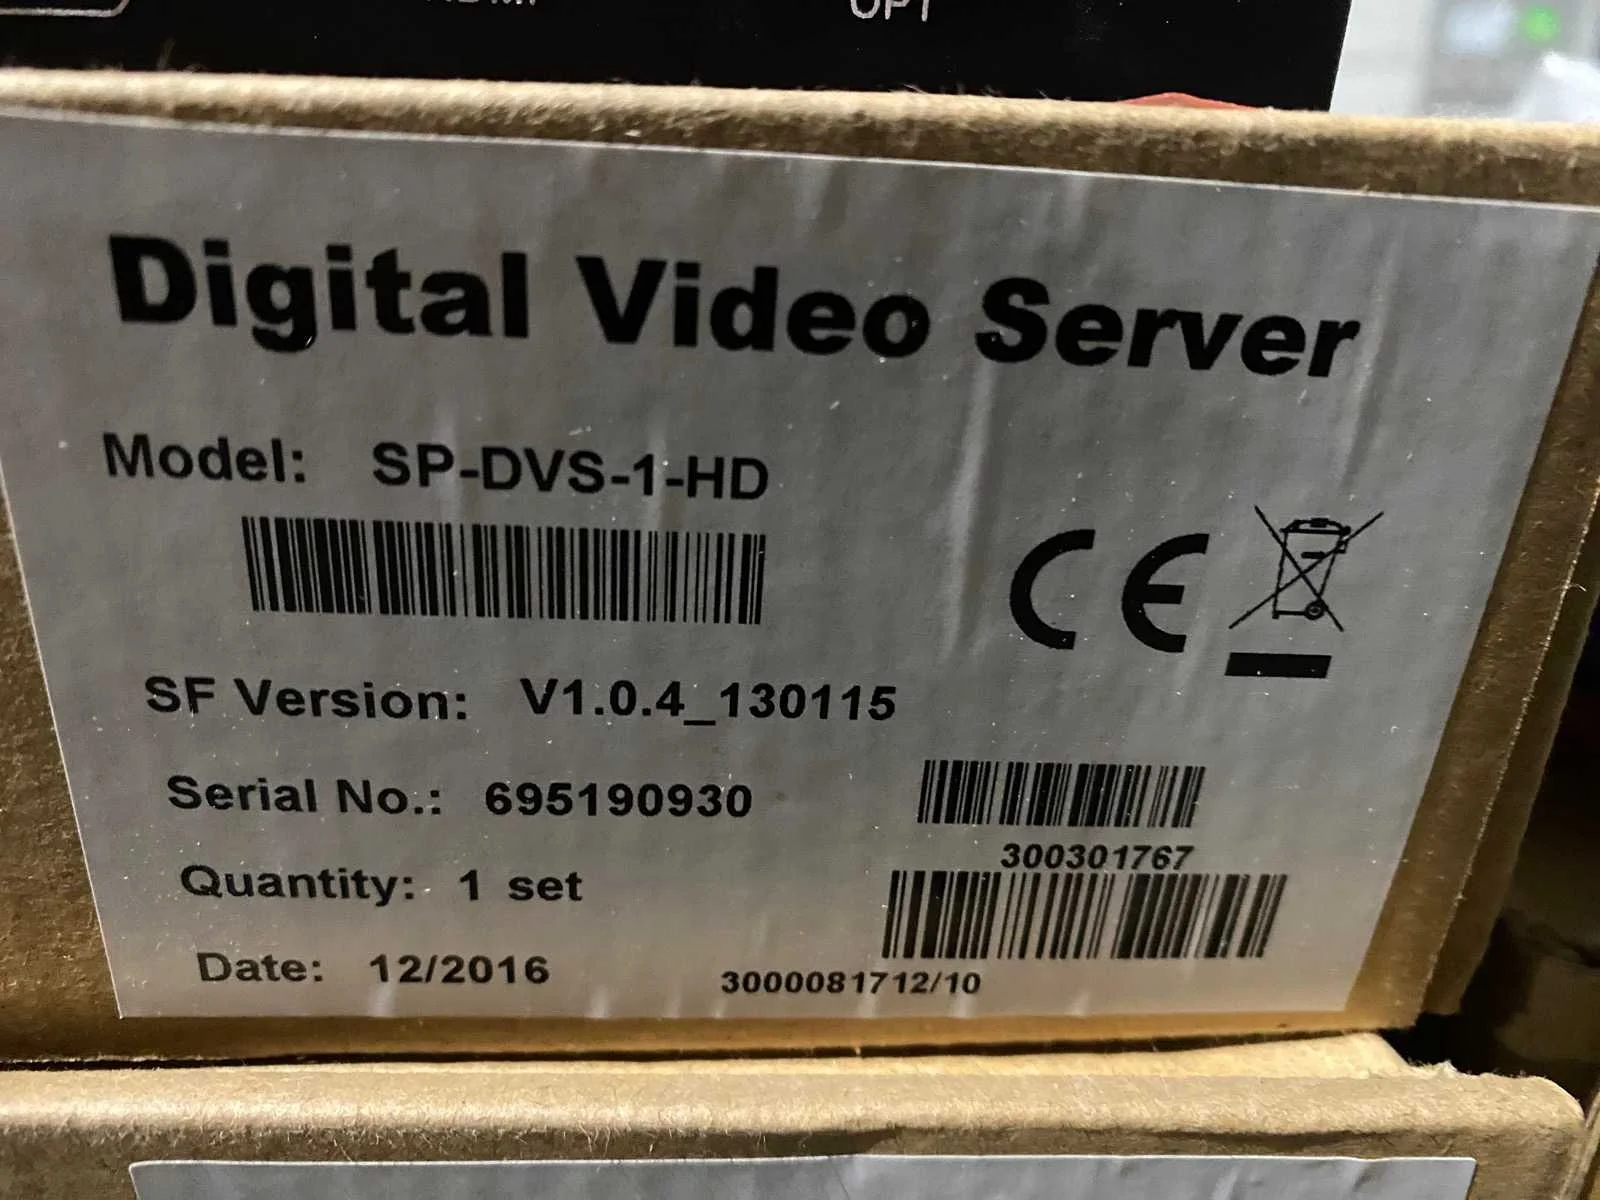 OPT
Digital Video Server
Model: SP-DVS-1-HD
CE
SF Version: V1.0.4_130115
Serial No.: 695190930
300301767
Quantity: 1 set
Date: 12/2016
3000081712/10